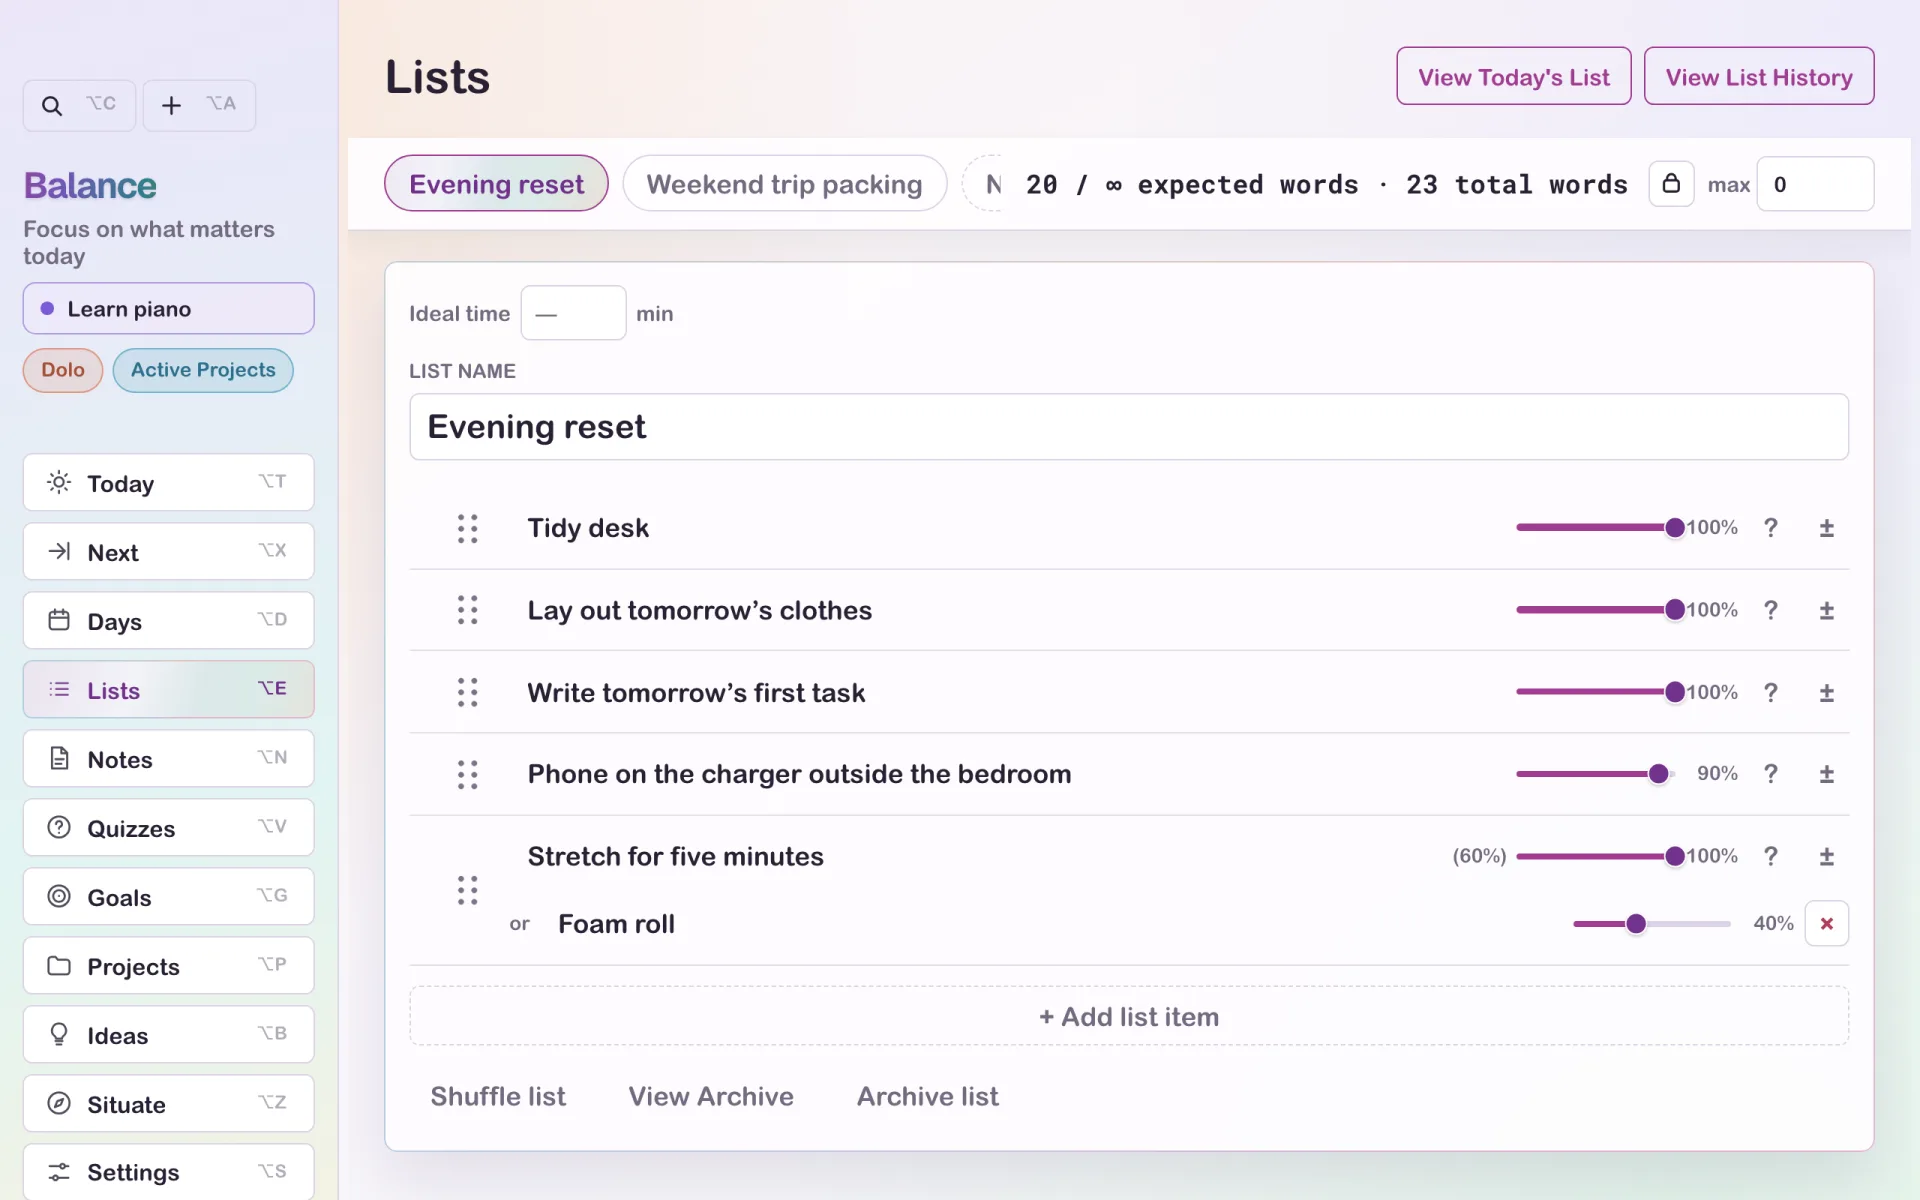 ⌥C
+ ⌥A
Balance
Focus on what matters
today
Learn piano
Dolo
Active Projects
Today ⌥T
Next ⌥X
Days ⌥D
Lists ⌥E
Notes ⌥N
Quizzes ⌥V
Goals ⌥G
Projects ⌥P
Ideas ⌥B
Situate ⌥Z
Settings ⌥S
Lists
View Today's List
View List History
Evening reset
Weekend trip packing
N
20 / ∞ expected words · 23 total words
max 0
Ideal time — min
LIST NAME
Evening reset
Tidy desk 100% ? ±
Lay out tomorrow’s clothes 100% ? ±
Write tomorrow’s first task 100% ? ±
Phone on the charger outside the bedroom 90% ? ±
Stretch for five minutes (60%) 100% ? ±
or Foam roll 40% ×
+ Add list item
Shuffle list View Archive Archive list